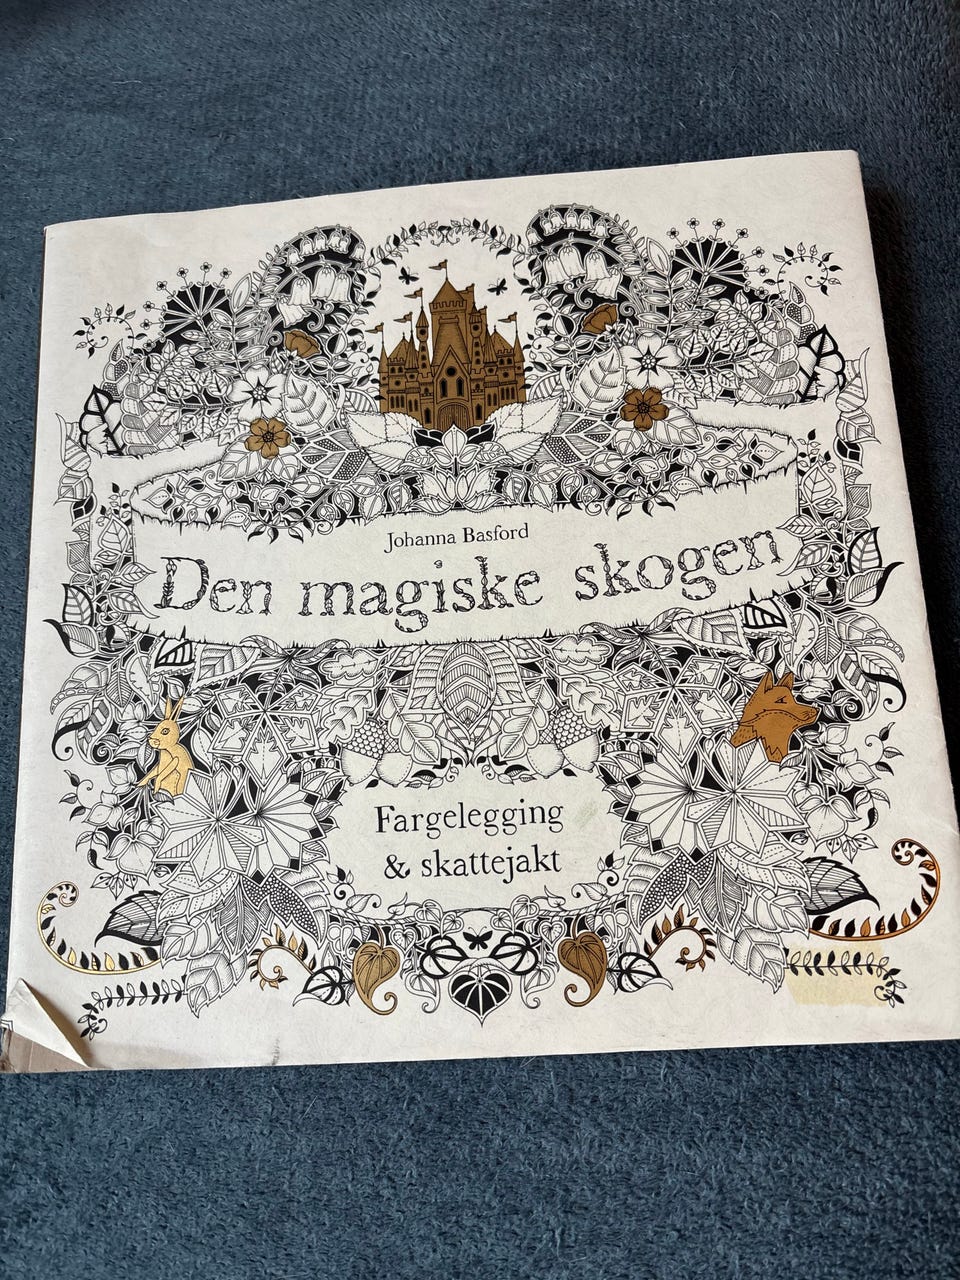 Johanna Basford
Den magiske skogen
Fargelegging
& skattejakt